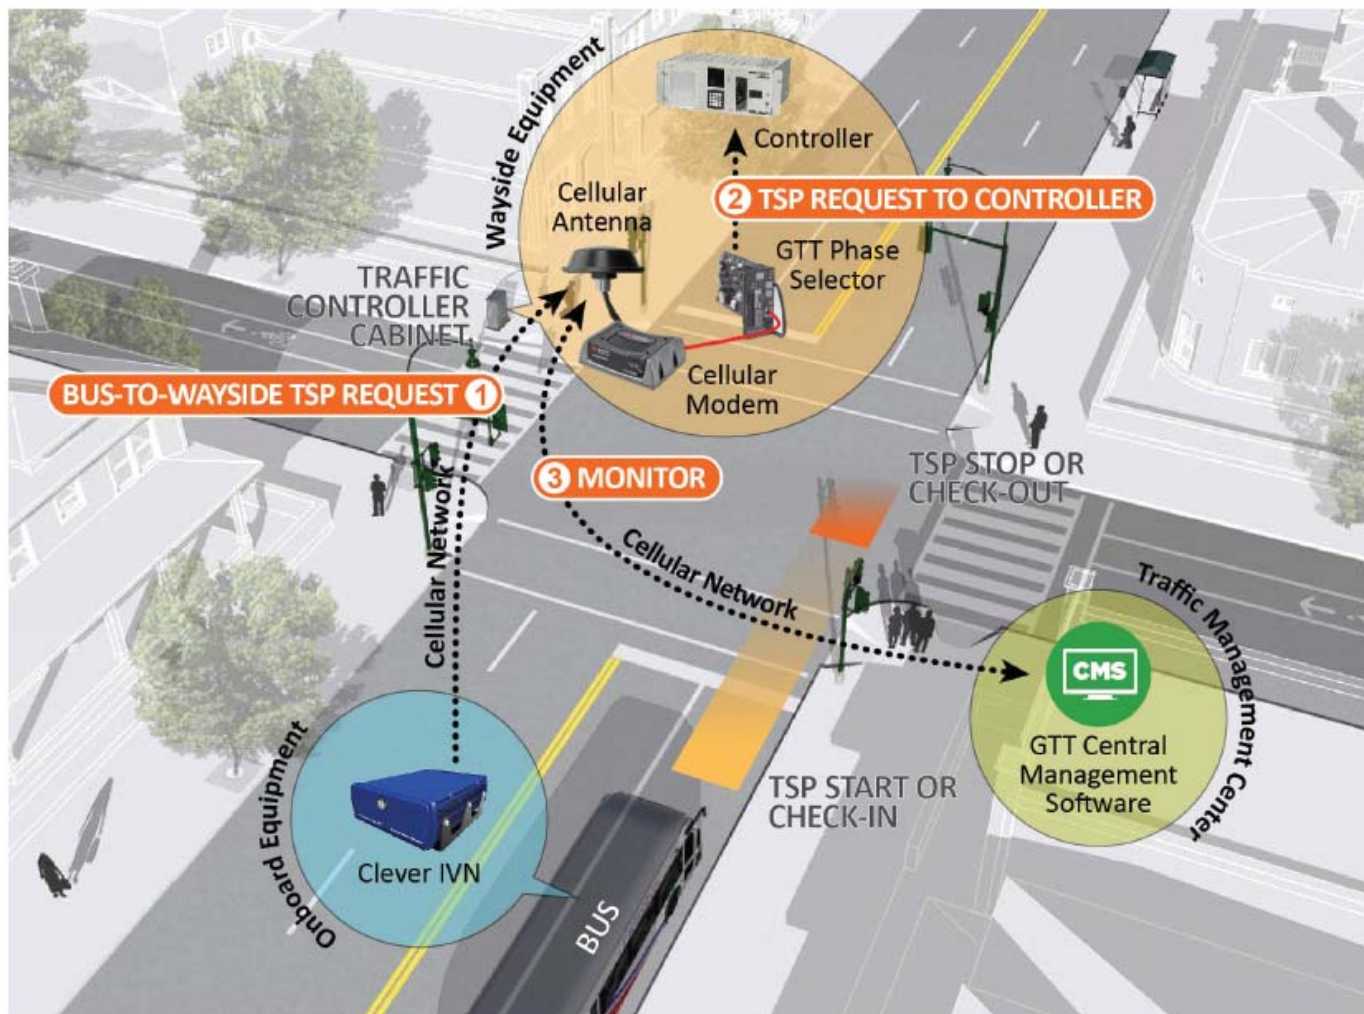 Wayside Equipment
Controller
Cellular
Antenna
2 TSP REQUEST TO CONTROLLER
GTT Phase
Selector
TRAFFIC
CONTROLLER
CABINET
Cellular
Modem
BUS-TO-WAYSIDE TSP REQUEST 1
3 MONITOR
TSP STOP OR
CHECK-OUT
Cellular Network
Cellular Network
Traffic Management Center
CMS
GTT Central
Management
Software
TSP START OR
CHECK-IN
Onboard Equipment
Clever IVN
BUS